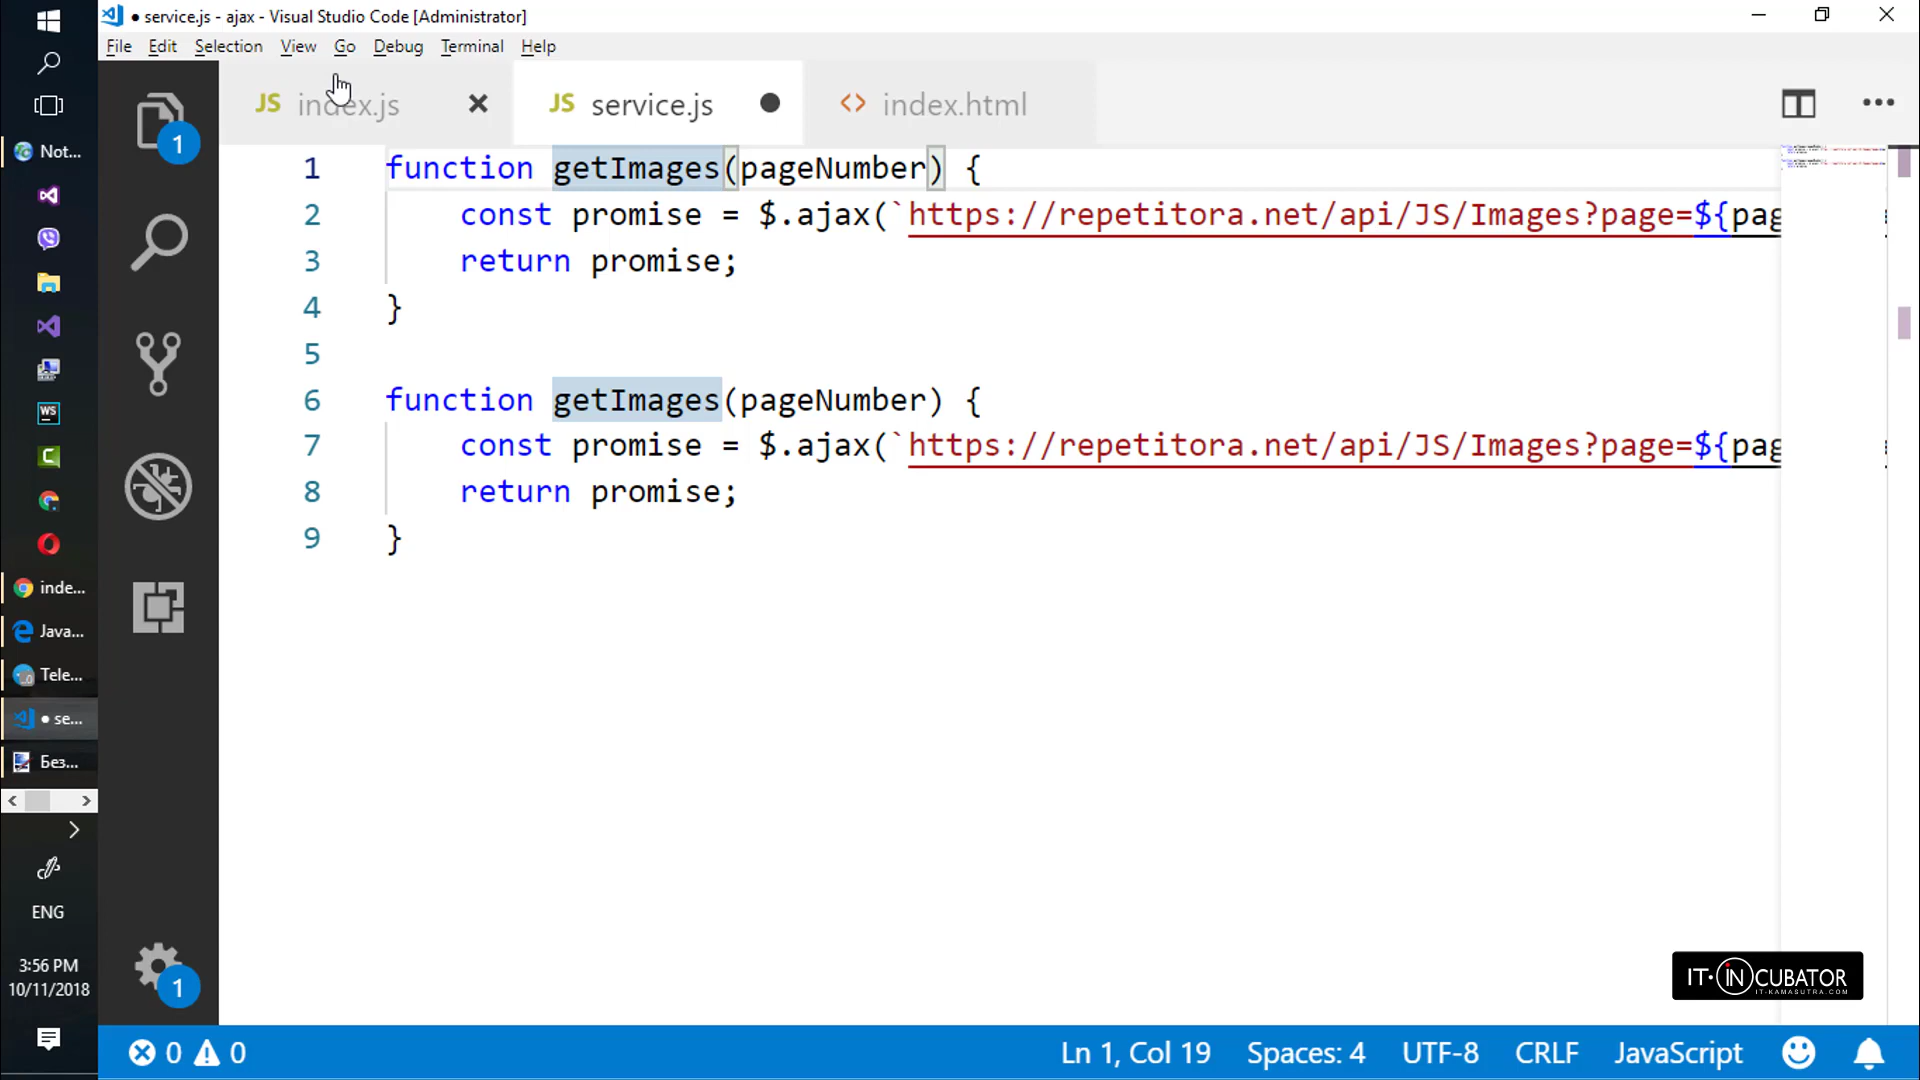 ● service.js - ajax - Visual Studio Code [Administrator]
File Edit Selection View Go Debug Terminal Help
JS index.js
JS service.js
<> index.html
1
Not...
1 function getImages(pageNumber) {
2 const promise = $.ajax(`https://repetitora.net/api/JS/Images?page=${pag
3 return promise;
4 }
5
6 function getImages(pageNumber) {
7 const promise = $.ajax(`https://repetitora.net/api/JS/Images?page=${pag
8 return promise;
9 }
WS
C
inde...
Java...
Tele...
● se...
Без...
ENG
3:56 PM
10/11/2018
1
IT·INCUBATOR
IT-KAMASUTRA.COM
0 0
Ln 1, Col 19 Spaces: 4 UTF-8 CRLF JavaScript